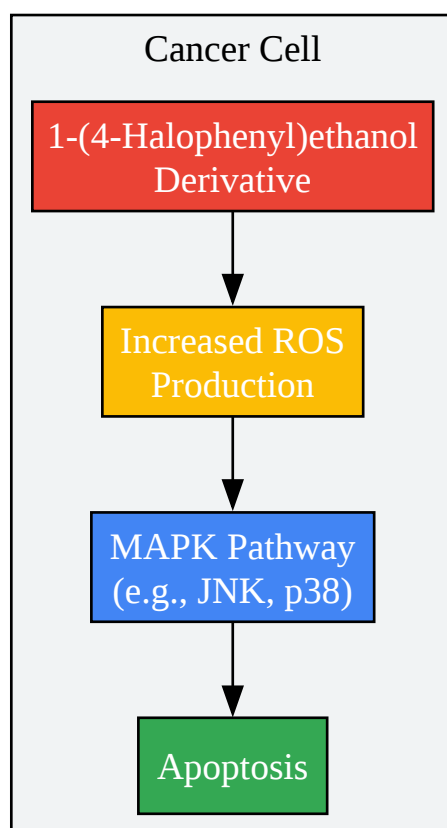 Cancer Cell
1-(4-Halophenyl)ethanol
Derivative
Increased ROS
Production
MAPK Pathway
(e.g., JNK, p38)
Apoptosis